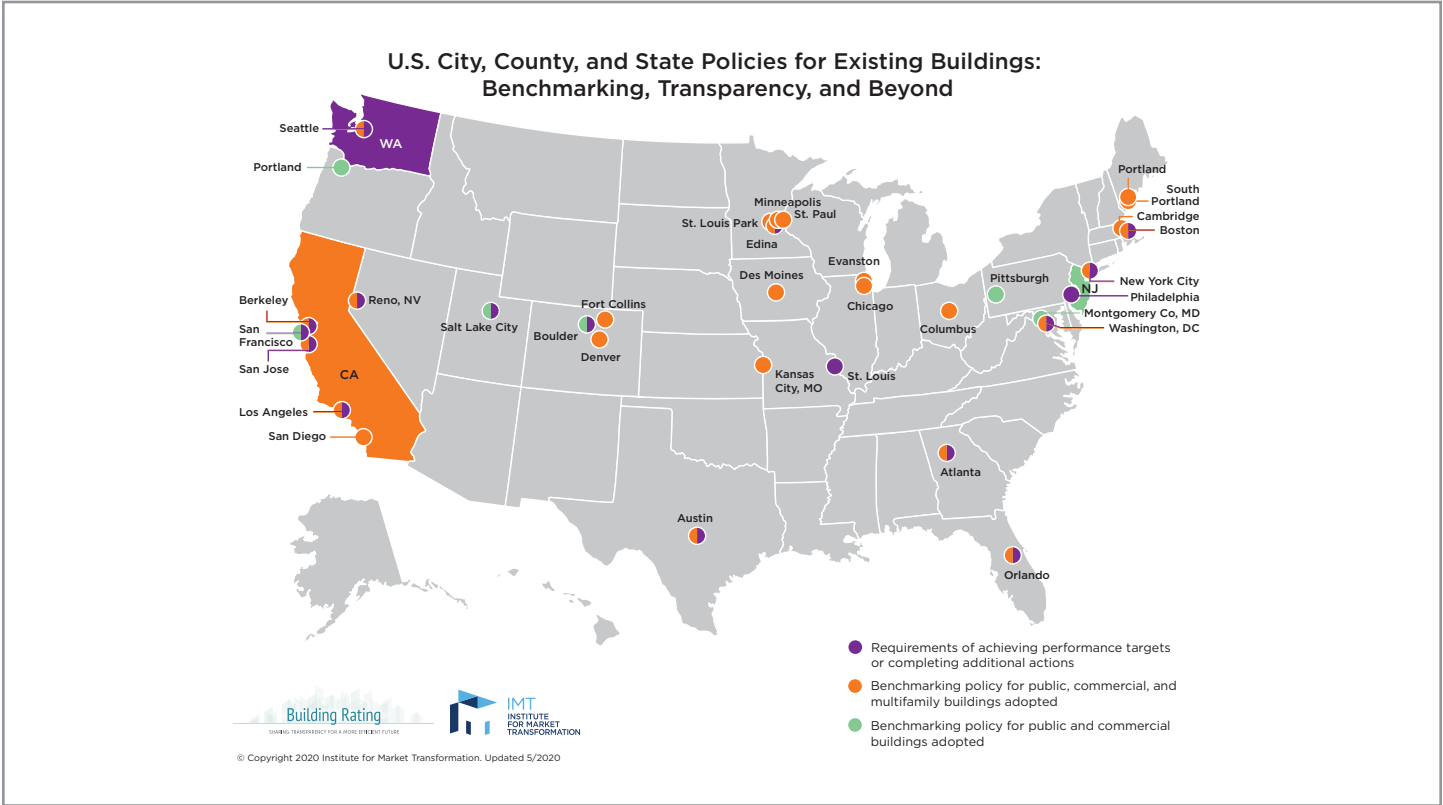 U.S. City, County, and State Policies for Existing Buildings:
Benchmarking, Transparency, and Beyond
Seattle
WA
Portland
Berkeley
San
Francisco
San Jose
Reno, NV
CA
Los Angeles
San Diego
Salt Lake City
Fort Collins
Boulder
Denver
Minneapolis
St. Paul
St. Louis Park
Edina
Des Moines
Evanston
Chicago
Kansas
City, MO
St. Louis
Columbus
Pittsburgh
Austin
Atlanta
Orlando
Portland
South
Portland
Cambridge
Boston
New York City
NJ
Philadelphia
Montgomery Co, MD
Washington, DC
Requirements of achieving performance targets
or completing additional actions
Benchmarking policy for public, commercial, and
multifamily buildings adopted
Benchmarking policy for public and commercial
buildings adopted
Building Rating
SHARING TRANSPARENCY FOR A MORE EFFICIENT FUTURE
IMT
INSTITUTE
FOR MARKET
TRANSFORMATION
© Copyright 2020 Institute for Market Transformation. Updated 5/2020